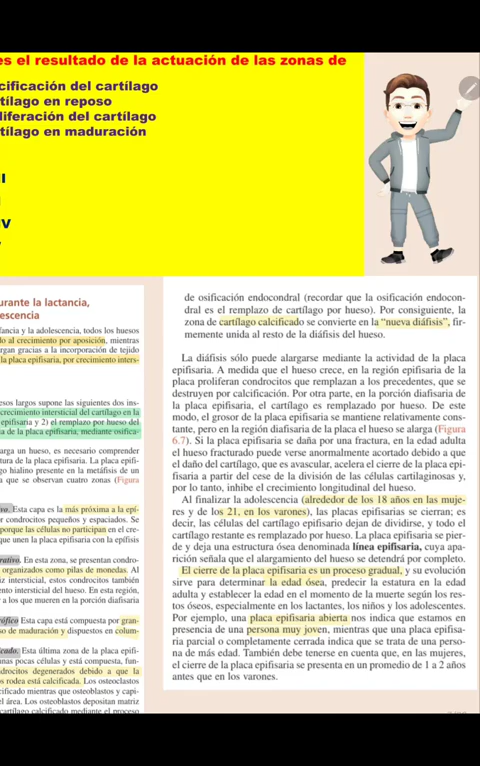 es el resultado de la actuación de las zonas de
cificación del cartílago
tílago en reposo
liferación del cartílago
tílago en maduración
urante la lactancia,
escencia
fancia y la adolescencia, todos los huesos
do al crecimiento por aposición, mientras
argan gracias a la incorporación de tejido
la placa epifisaria, por crecimiento inters-
esos largos supone las siguientes dos ins-
crecimiento intersticial del cartílago en la
epifisaria y 2) el remplazo por hueso del
a de la placa epifisaria, mediante osifica-
arga un hueso, es necesario comprender
tura de la placa epifisaria. La placa epif-
go hialino presente en la metáfisis de un
a que se observan cuatro zonas (Figura
vo. Esta capa es la más próxima a la epí-
or condrocitos pequeños y espaciados. Se
porque las células no participan en el cre-
que unen la placa epifisaria con la epífisis
rativo. En esta zona, se presentan condro-
organizados como pilas de monedas. Al
iz intersticial, estos condrocitos también
ento intersticial del hueso. En esta región,
r a los que mueren en la porción diafisaria
ófico Esta capa está compuesta por gran-
so de maduración y dispuestos en colum-
cado. Esta última zona de la placa epifi-
unas pocas células y está compuesta, fun-
drocitos degenerados debido a que la
s rodea está calcificada. Los osteoclastos
cificado mientras que osteoblastos y capi-
el área. Los osteoblastos depositan matriz
cartílago calcificado mediante el proceso
de osificación endocondral (recordar que la osificación endocon-
dral es el remplazo de cartílago por hueso). Por consiguiente, la
zona de cartílago calcificado se convierte en la “nueva diáfisis”, fir-
memente unida al resto de la diáfisis del hueso.
La diáfisis sólo puede alargarse mediante la actividad de la placa
epifisaria. A medida que el hueso crece, en la región epifisaria de la
placa proliferan condrocitos que remplazan a los precedentes, que se
destruyen por calcificación. Por otra parte, en la porción diafisaria de
la placa epifisaria, el cartílago es remplazado por hueso. De este
modo, el grosor de la placa epifisaria se mantiene relativamente cons-
tante, pero en la región diafisaria de la placa el hueso se alarga (Figura
6.7). Si la placa epifisaria se daña por una fractura, en la edad adulta
el hueso fracturado puede verse anormalmente acortado debido a que
el daño del cartílago, que es avascular, acelera el cierre de la placa epi-
fisaria a partir del cese de la división de las células cartilaginosas y,
por lo tanto, inhibe el crecimiento longitudinal del hueso.
Al finalizar la adolescencia (alrededor de los 18 años en las muje-
res y de los 21, en los varones), las placas epifisarias se cierran; es
decir, las células del cartílago epifisario dejan de dividirse, y todo el
cartílago restante es remplazado por hueso. La placa epifisaria se pier-
de y deja una estructura ósea denominada línea epifisaria, cuya apa-
rición señala que el alargamiento del hueso se detendrá por completo.
El cierre de la placa epifisaria es un proceso gradual, y su evolución
sirve para determinar la edad ósea, predecir la estatura en la edad
adulta y establecer la edad en el momento de la muerte según los res-
tos óseos, especialmente en los lactantes, los niños y los adolescentes.
Por ejemplo, una placa epifisaria abierta nos indica que estamos en
presencia de una persona muy joven, mientras que una placa epifisa-
ria parcial o completamente cerrada indica que se trata de una perso-
na de más edad. También debe tenerse en cuenta que, en las mujeres,
el cierre de la placa epifisaria se presenta en un promedio de 1 a 2 años
antes que en los varones.